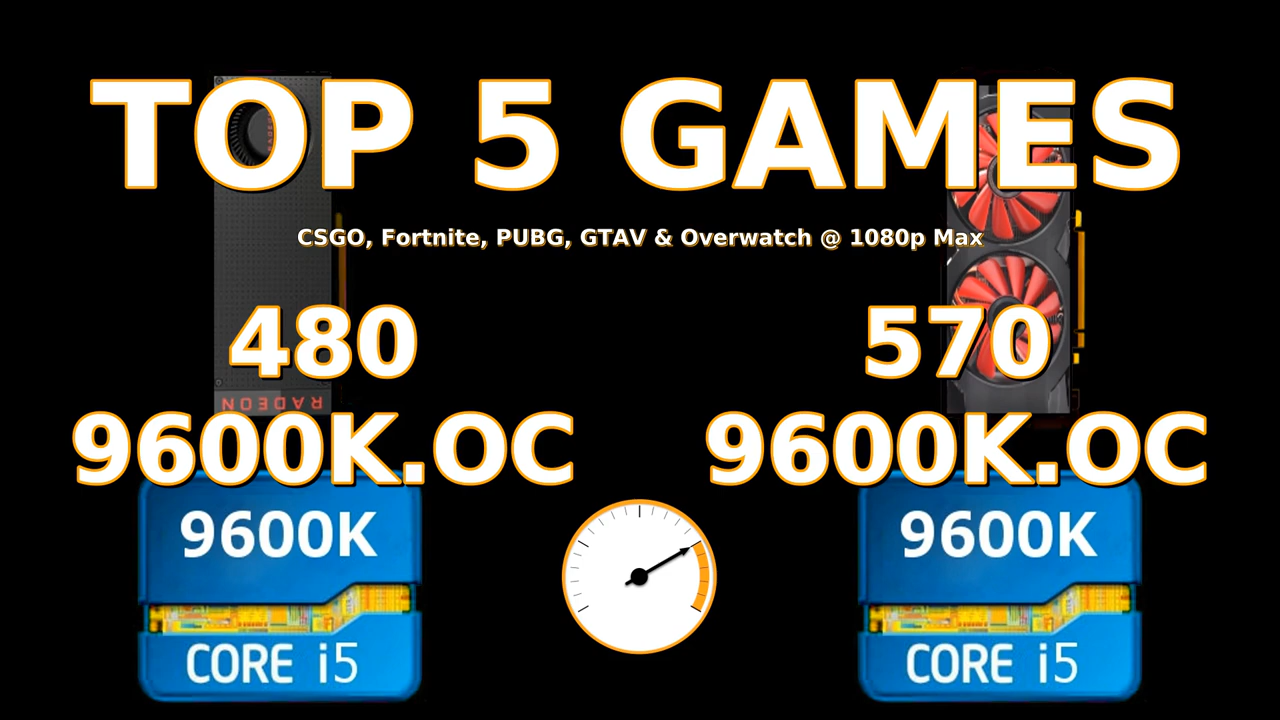 TOP 5 GAMES
CSGO, Fortnite, PUBG, GTAV & Overwatch @ 1080p Max
480
570
RADEON
9600K.OC
9600K.OC
9600K
9600K
CORE i5
CORE i5